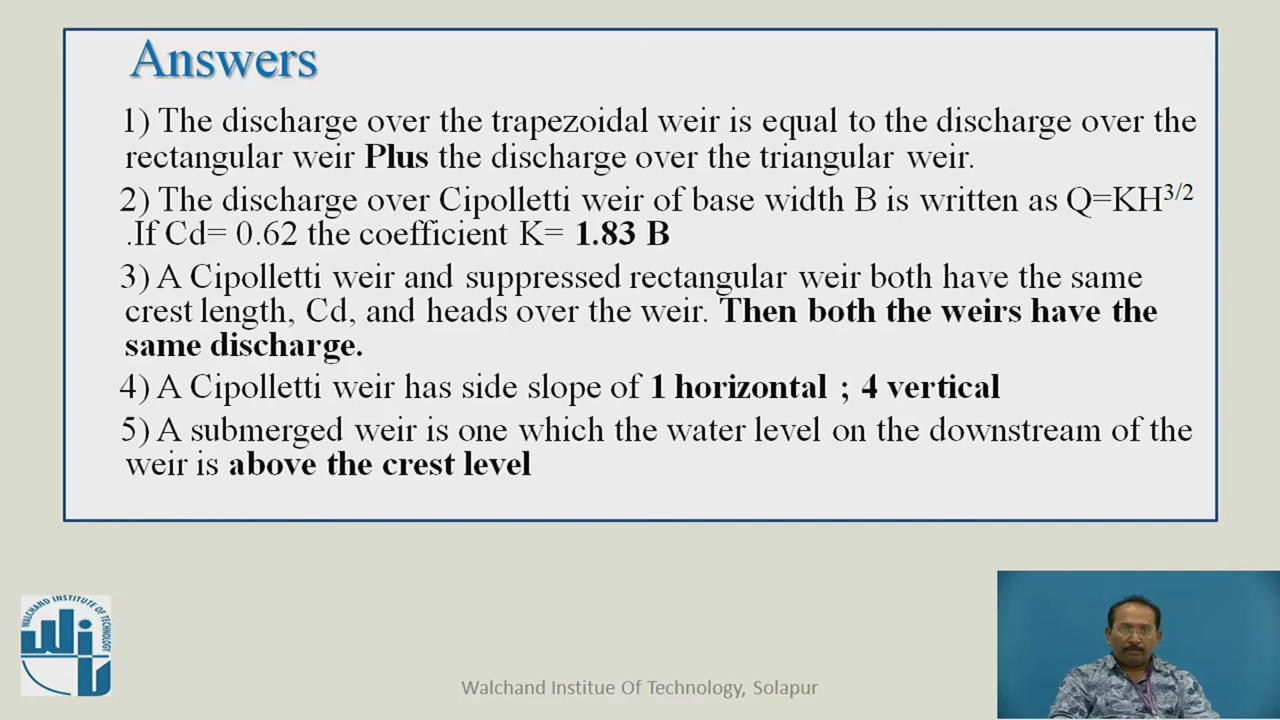 Answers
1) The discharge over the trapezoidal weir is equal to the discharge over the
rectangular weir Plus the discharge over the triangular weir.
2) The discharge over Cipolletti weir of base width B is written as Q=KH3/2
.If Cd= 0.62 the coefficient K= 1.83 B
3) A Cipolletti weir and suppressed rectangular weir both have the same
crest length, Cd, and heads over the weir. Then both the weirs have the
same discharge.
4) A Cipolletti weir has side slope of 1 horizontal ; 4 vertical
5) A submerged weir is one which the water level on the downstream of the
weir is above the crest level
WALCHAND INSTITUTE OF TECHNOLOGY
WIT
Walchand Institue Of Technology, Solapur